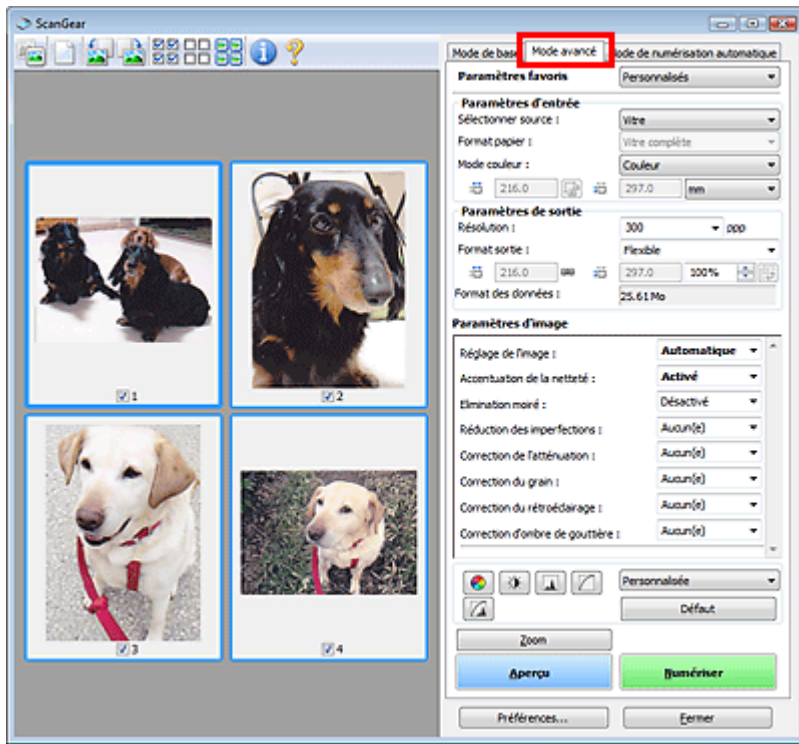 ScanGear
Mode de base Mode avancé Mode de numérisation automatique
Paramètres favoris Personnalisés
Paramètres d'entrée
Sélectionner source : Vitre
Format papier : Vitre complète
Mode couleur : Couleur
216.0 297.0 mm
Paramètres de sortie
Résolution : 300 ppp
Format sortie : Flexible
216.0 297.0 100%
Format des données : 25.61 Mo
Paramètres d'image
Réglage de l'image : Automatique
Accentuation de la netteté : Activé
Elimination moiré : Désactivé
Réduction des imperfections : Aucun(e)
Correction de l'atténuation : Aucun(e)
Correction du grain : Aucun(e)
Correction du rétroéclairage : Aucun(e)
Correction d'ombre de gouttière : Aucun(e)
Personnalisée
Défaut
Zoom
Aperçu Numériser
Préférences... Fermer
1 2
3 4